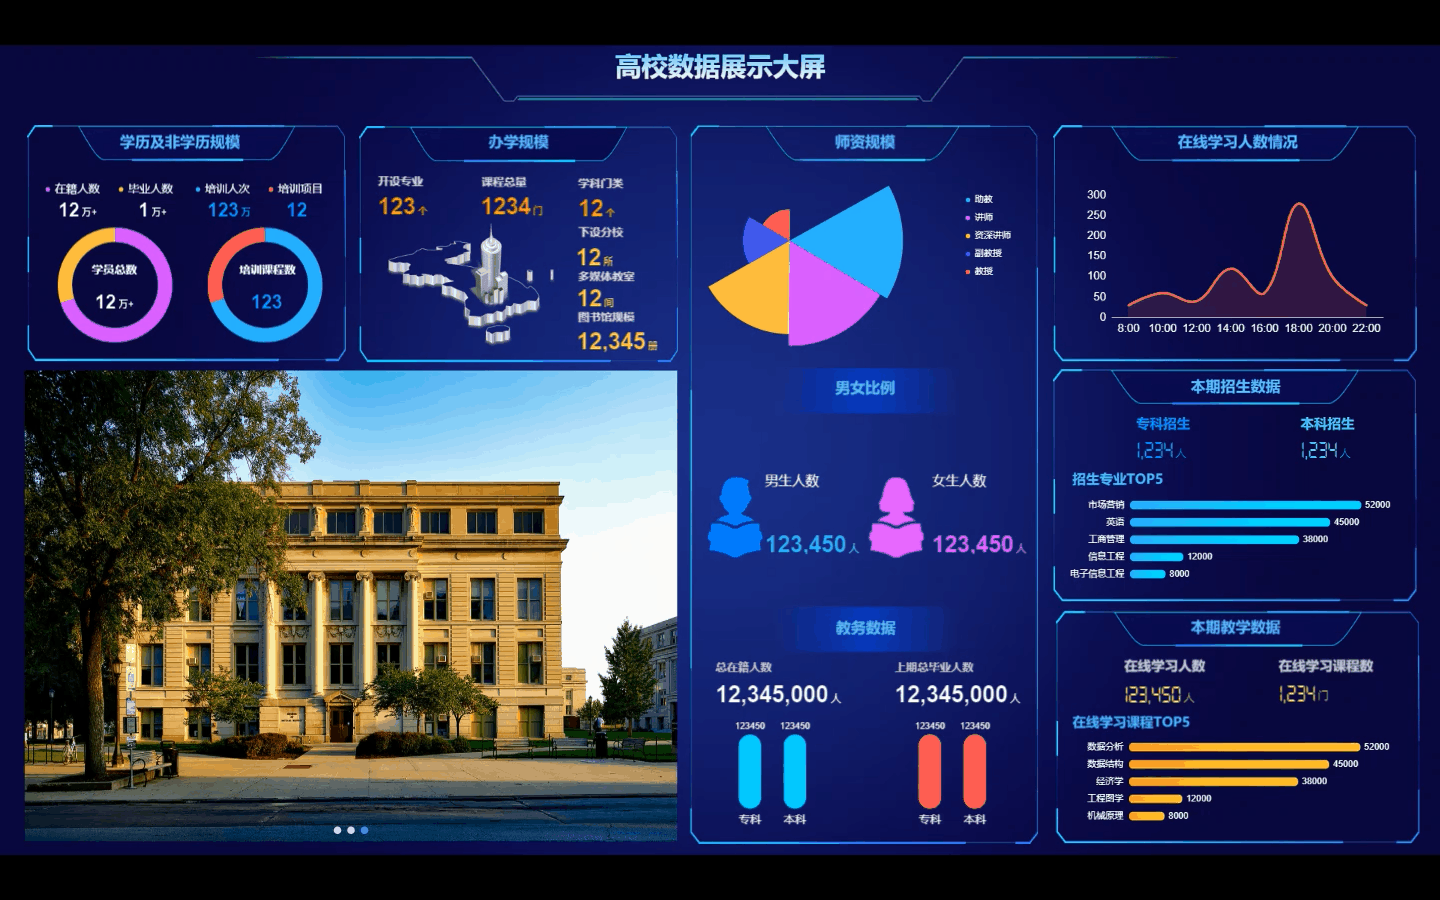 高校数据展示大屏
学历及非学历规模
在籍人数 毕业人数 培训人次 培训项目
12万+ 1万+ 123万 12
学员总数
12万+
培训课程数
123
办学规模
开设专业
123个
课程总量
1234门
学科门类
12个
下设分校
12所
多媒体教室
12间
图书馆规模
12,345册
师资规模
助教
讲师
资深讲师
副教授
教授
男女比例
男生人数
123,450人
女生人数
123,450人
教务数据
总在籍人数
12,345,000人
123450 123450
专科 本科
上期总毕业人数
12,345,000人
123450 123450
专科 本科
在线学习人数情况
300
250
200
150
100
50
0
8:00 10:00 12:00 14:00 16:00 18:00 20:00 22:00
本期招生数据
专科招生 本科招生
1,234人 1,234人
招生专业TOP5
市场营销 52000
英语 45000
工商管理 38000
信息工程 12000
电子信息工程 8000
本期教学数据
在线学习人数 在线学习课程数
123,450人 1,234门
在线学习课程TOP5
数据分析 52000
数据结构 45000
经济学 38000
工程图学 12000
机械原理 8000